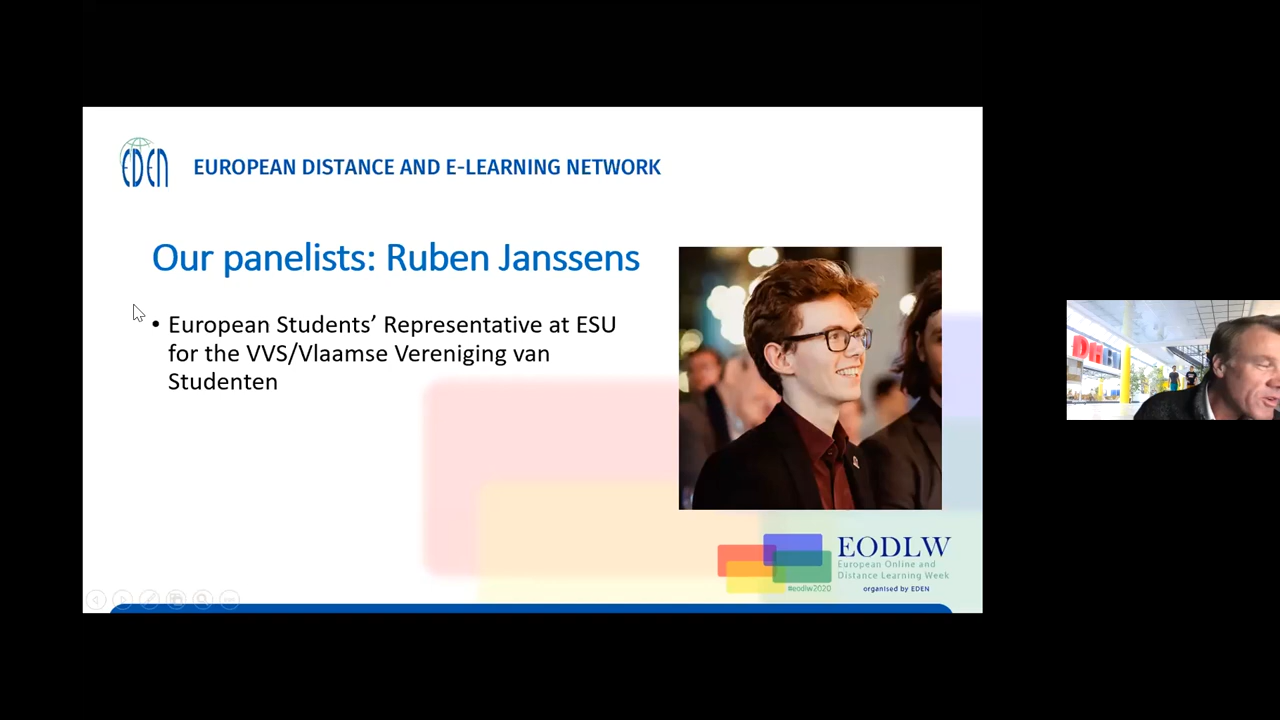 EDEN
EUROPEAN DISTANCE AND E-LEARNING NETWORK
Our panelists: Ruben Janssens
• European Students’ Representative at ESU
for the VVS/Vlaamse Vereniging van
Studenten
EODLW
European Online and
Distance Learning Week
#eodlw2020
organised by EDEN